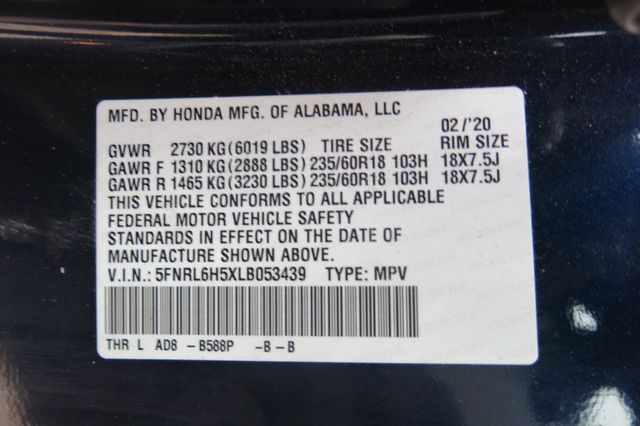 MFD. BY HONDA MFG. OF ALABAMA, LLC
02/'20
GVWR 2730 KG(6019 LBS) TIRE SIZE RIM SIZE
GAWR F 1310 KG(2888 LBS) 235/60R18 103H 18X7.5J
GAWR R 1465 KG(3230 LBS) 235/60R18 103H 18X7.5J
THIS VEHICLE CONFORMS TO ALL APPLICABLE
FEDERAL MOTOR VEHICLE SAFETY
STANDARDS IN EFFECT ON THE DATE OF
MANUFACTURE SHOWN ABOVE.
V.I.N.: 5FNRL6H5XLB053439 TYPE: MPV
THR L AD8 -B588P -B-B